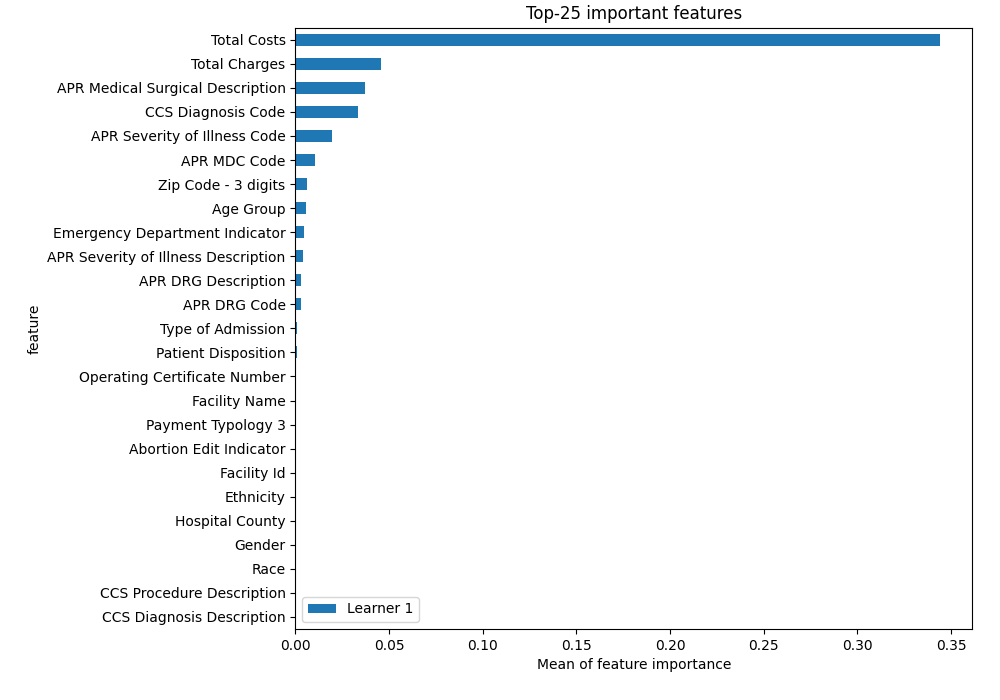 Top-25 important features
Total Costs
Total Charges
APR Medical Surgical Description
CCS Diagnosis Code
APR Severity of Illness Code
APR MDC Code
Zip Code - 3 digits
Age Group
Emergency Department Indicator
APR Severity of Illness Description
APR DRG Description
APR DRG Code
Type of Admission
Patient Disposition
Operating Certificate Number
Facility Name
Payment Typology 3
Abortion Edit Indicator
Facility Id
Ethnicity
Hospital County
Gender
Race
CCS Procedure Description
CCS Diagnosis Description
feature
Learner 1
0.00 0.05 0.10 0.15 0.20 0.25 0.30 0.35
Mean of feature importance